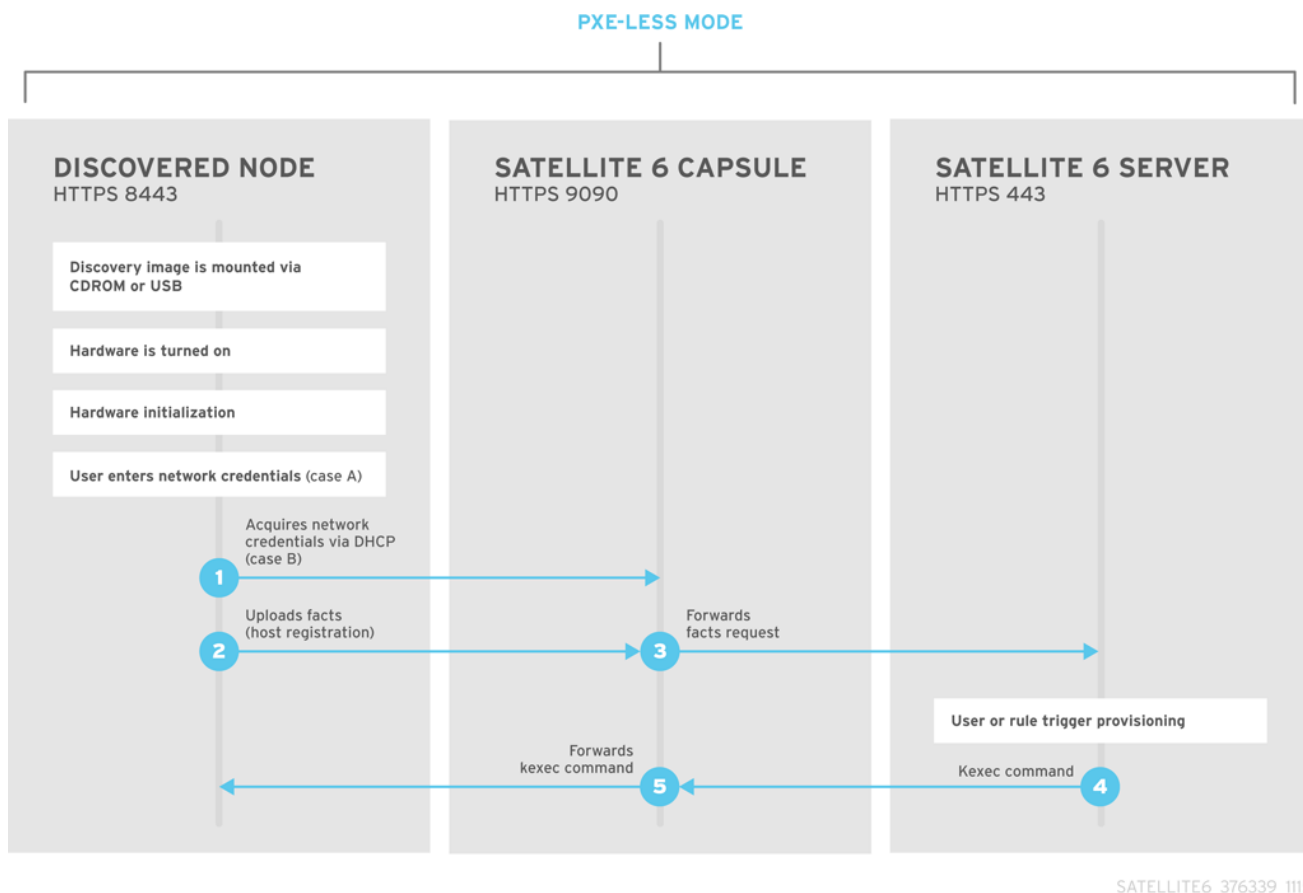 PXE-LESS MODE
DISCOVERED NODE
HTTPS 8443
Discovery image is mounted via
CDROM or USB
Hardware is turned on
Hardware initialization
User enters network credentials (case A)
SATELLITE 6 CAPSULE
HTTPS 9090
SATELLITE 6 SERVER
HTTPS 443
Acquires network
credentials via DHCP
(case B)
1
Uploads facts
(host registration)
2
Forwards
facts request
3
User or rule trigger provisioning
Kexec command
4
Forwards
kexec command
5
SATELLITE6_376339_111